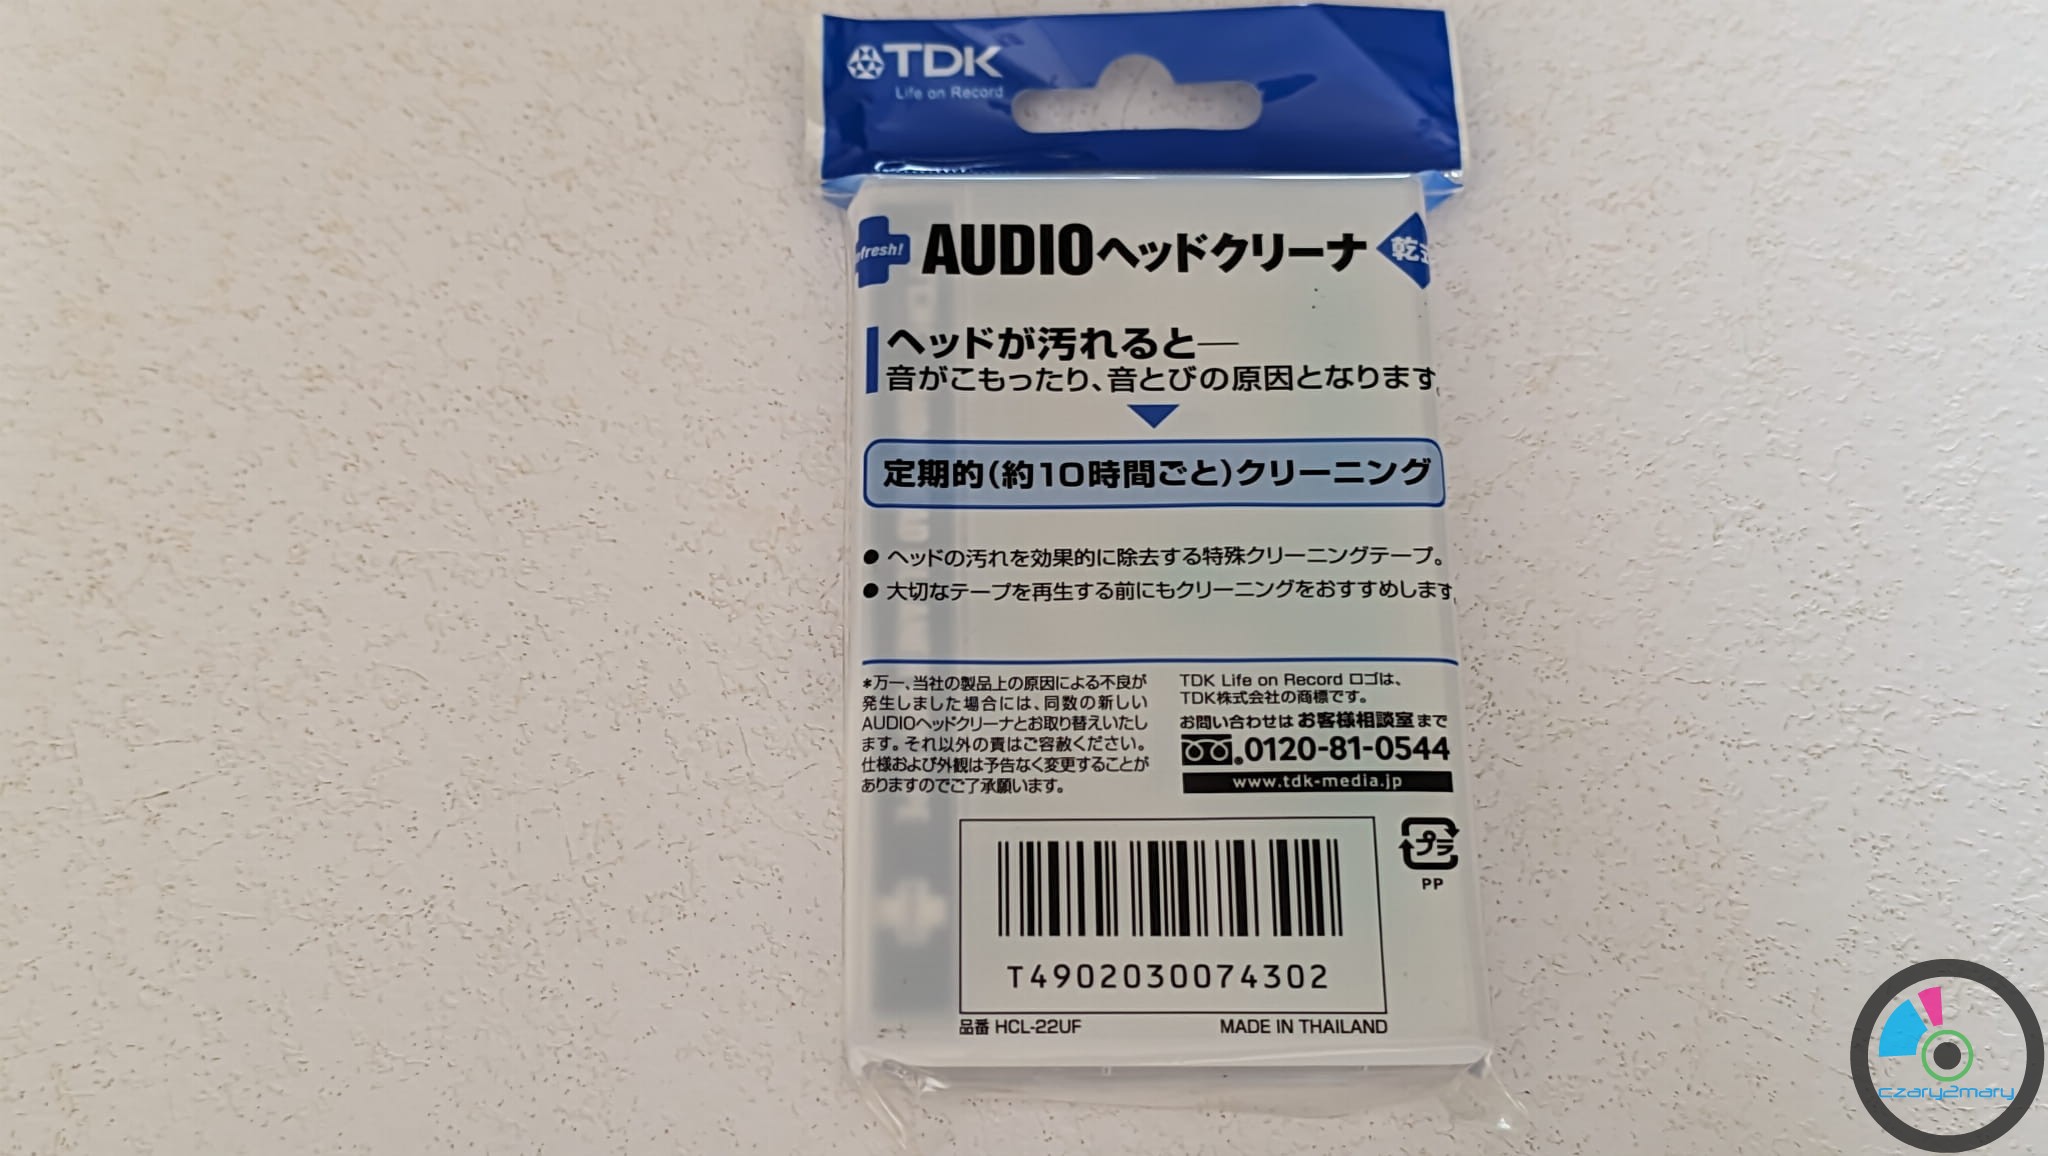 TDK
Life on Record
fresh!
AUDIOヘッドクリーナ
乾式
ヘッドが汚れると―
音がこもったり、音とびの原因となります。
定期的(約10時間ごと)クリーニング
● ヘッドの汚れを効果的に除去する特殊クリーニングテープ。
● 大切なテープを再生する前にもクリーニングをおすすめします。
*万一、当社の製品上の原因による不良が
発生しました場合には、同数の新しい
AUDIOヘッドクリーナとお取り替えいたし
ます。それ以外の責はご容赦ください。
仕様および外観は予告なく変更することが
ありますのでご了承願います。
TDK Life on Record ロゴは、
TDK株式会社の商標です。
お問い合わせは お客様相談室 まで
0120-81-0544
www.tdk-media.jp
プラ
PP
T4902030074302
品番 HCL-22UF
MADE IN THAILAND
czary2mary